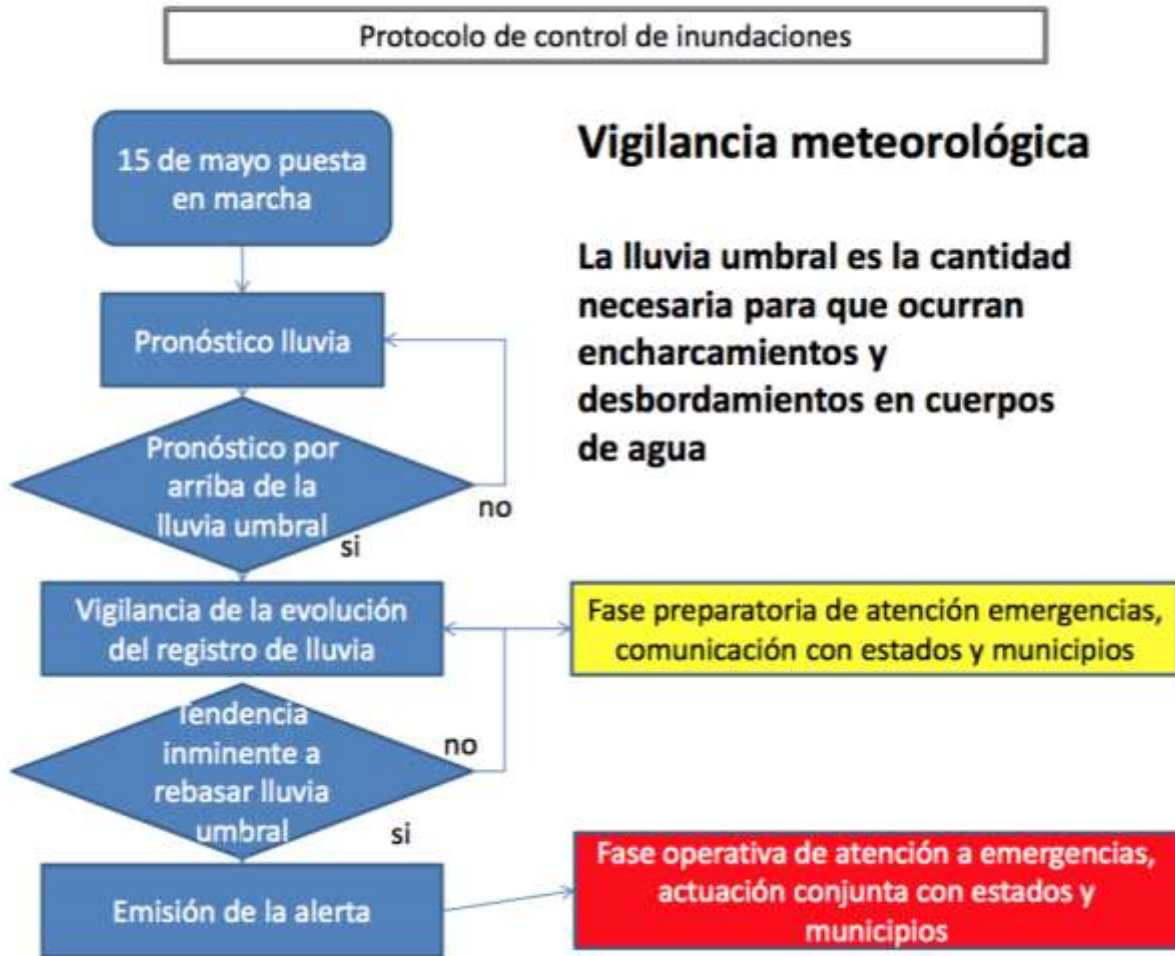 Protocolo de control de inundaciones
15 de mayo puesta
en marcha
Vigilancia meteorológica
La lluvia umbral es la cantidad
necesaria para que ocurran
encharcamientos y
desbordamientos en cuerpos
de agua
Pronóstico lluvia
Pronóstico por
arriba de la
lluvia umbral
no
si
Vigilancia de la evolución
del registro de lluvia
Fase preparatoria de atención emergencias,
comunicación con estados y municipios
Tendencia
inminente a
rebasar lluvia
umbral
no
si
Emisión de la alerta
Fase operativa de atención a emergencias,
actuación conjunta con estados y
municipios